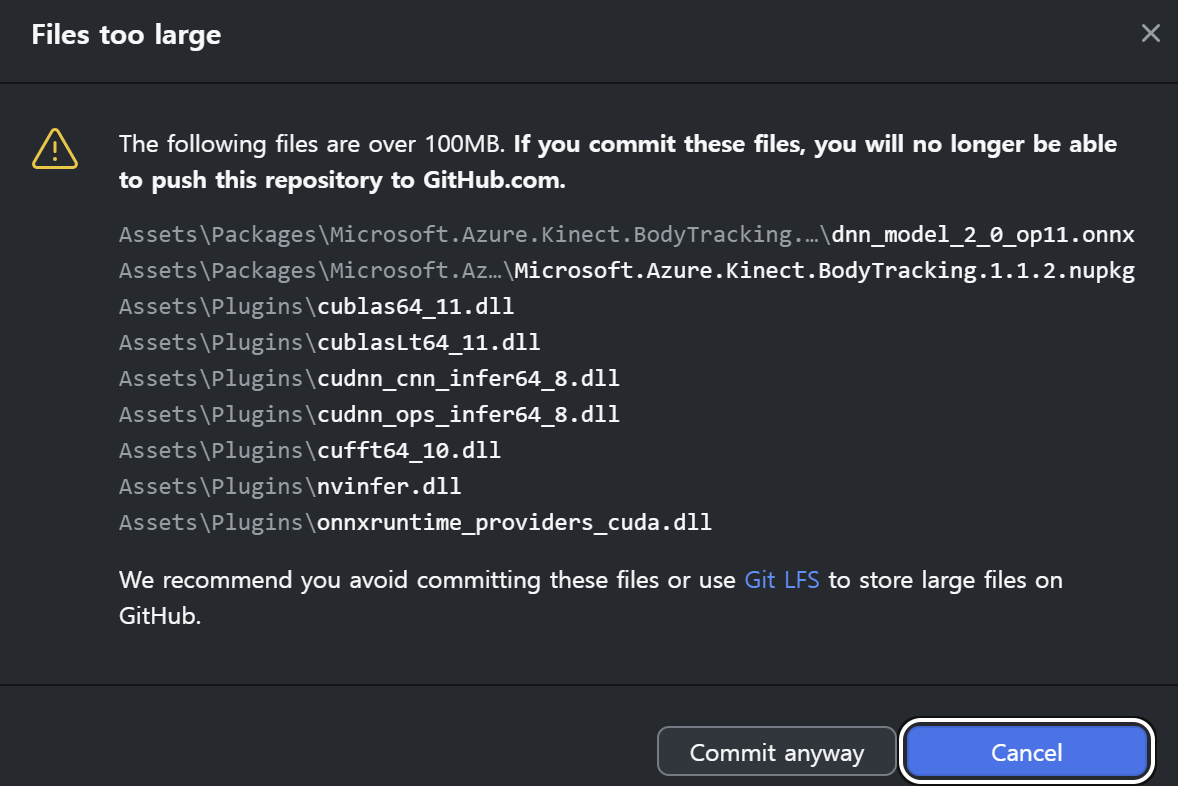 Files too large
The following files are over 100MB. If you commit these files, you will no longer be able
to push this repository to GitHub.com.
Assets\Packages\Microsoft.Azure.Kinect.BodyTracking.…\dnn_model_2_0_op11.onnx
Assets\Packages\Microsoft.Az…\Microsoft.Azure.Kinect.BodyTracking.1.1.2.nupkg
Assets\Plugins\cublas64_11.dll
Assets\Plugins\cublasLt64_11.dll
Assets\Plugins\cudnn_cnn_infer64_8.dll
Assets\Plugins\cudnn_ops_infer64_8.dll
Assets\Plugins\cufft64_10.dll
Assets\Plugins\nvinfer.dll
Assets\Plugins\onnxruntime_providers_cuda.dll
We recommend you avoid committing these files or use Git LFS to store large files on
GitHub.
Commit anyway
Cancel